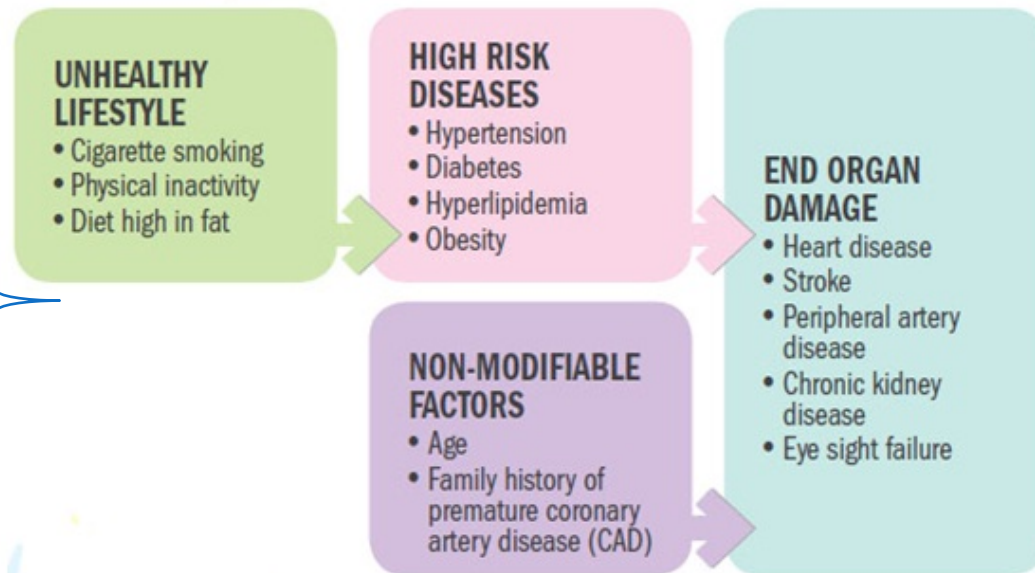 UNHEALTHY
LIFESTYLE
• Cigarette smoking
• Physical inactivity
• Diet high in fat
HIGH RISK
DISEASES
• Hypertension
• Diabetes
• Hyperlipidemia
• Obesity
NON-MODIFIABLE
FACTORS
• Age
• Family history of
premature coronary
artery disease (CAD)
END ORGAN
DAMAGE
• Heart disease
• Stroke
• Peripheral artery
disease
• Chronic kidney
disease
• Eye sight failure